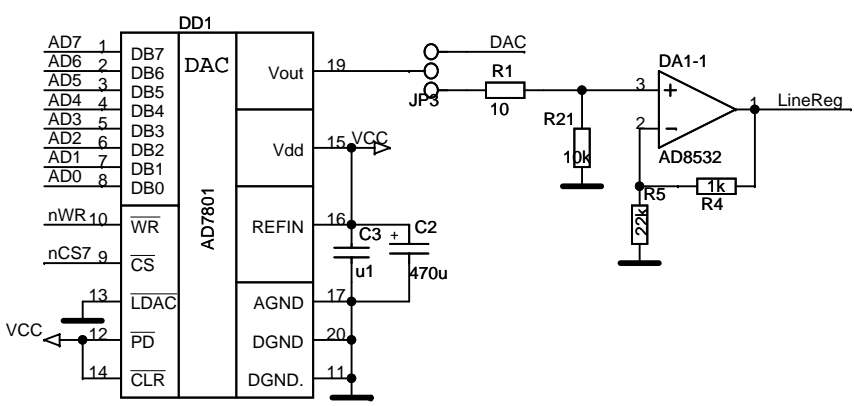 DD1
AD7 1 DB7 DAC Vout 19 DAC
AD6 2 DB6
AD5 3 DB5
AD4 4 DB4
AD3 5 DB3
AD2 6 DB2
AD1 7 DB1
AD0 8 DB0
Vdd 15 VCC
JP3
R1
10
R21
10k
DA1-1
3 +
2 −
1 LineReg
AD8532
R5
22k
1k
R4
AD7801
nWR 10 WR
nCS7 9 CS
13 LDAC
VCC 12 PD
14 CLR
REFIN 16
C3
u1
+ C2
470u
AGND 17
DGND 20
DGND. 11